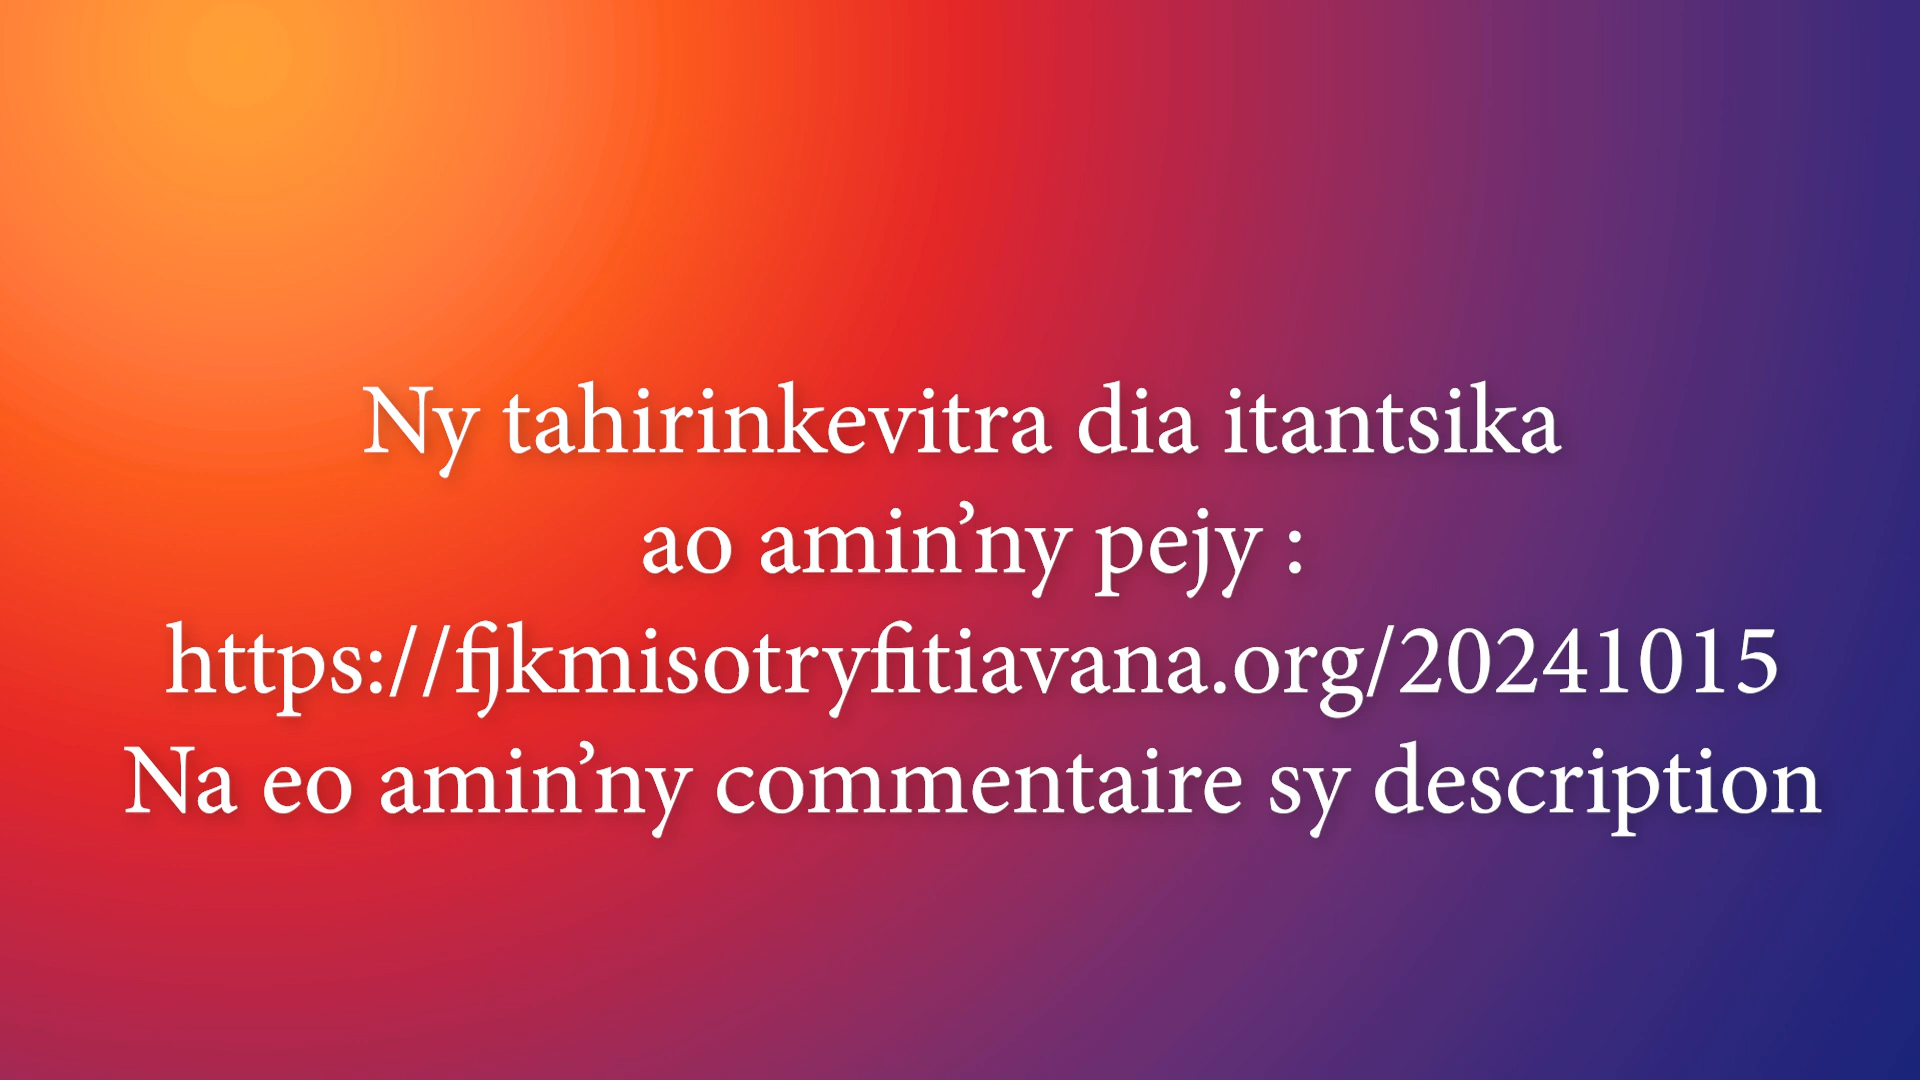 Ny tahirinkevitra dia itantsika
ao amin’ny pejy :
https://fjkmisotryfitiavana.org/20241015
Na eo amin’ny commentaire sy description